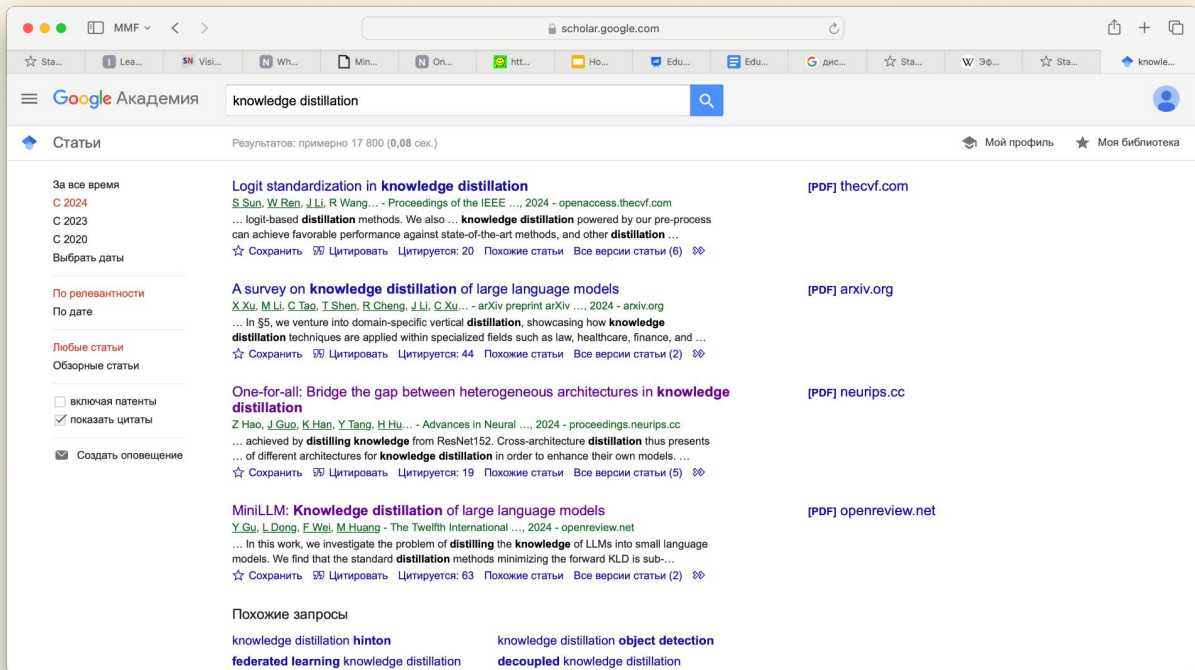 MMF
scholar.google.com
Sta...
Lea...
SN Visi...
N Wh...
Min...
N On...
htt...
Ho...
Edu...
Edu...
G дис...
Sta...
W Эф...
Sta...
knowle...
Google Академия
knowledge distillation
Статьи
Результатов: примерно 17 800 (0,08 сек.)
Мой профиль
Моя библиотека
За все время
С 2024
С 2023
С 2020
Выбрать даты
По релевантности
По дате
Любые статьи
Обзорные статьи
включая патенты
показать цитаты
Создать оповещение
Logit standardization in knowledge distillation
[PDF] thecvf.com
S Sun, W Ren, J Li, R Wang... - Proceedings of the IEEE ..., 2024 - openaccess.thecvf.com
... logit-based distillation methods. We also ... knowledge distillation powered by our pre-process
can achieve favorable performance against state-of-the-art methods, and other distillation ...
Сохранить Цитировать Цитируется: 20 Похожие статьи Все версии статьи (6)
A survey on knowledge distillation of large language models
[PDF] arxiv.org
X Xu, M Li, C Tao, T Shen, R Cheng, J Li, C Xu... - arXiv preprint arXiv ..., 2024 - arxiv.org
... In §5, we venture into domain-specific vertical distillation, showcasing how knowledge
distillation techniques are applied within specialized fields such as law, healthcare, finance, and ...
Сохранить Цитировать Цитируется: 44 Похожие статьи Все версии статьи (2)
One-for-all: Bridge the gap between heterogeneous architectures in knowledge
distillation
[PDF] neurips.cc
Z Hao, J Guo, K Han, Y Tang, H Hu... - Advances in Neural ..., 2024 - proceedings.neurips.cc
... achieved by distilling knowledge from ResNet152. Cross-architecture distillation thus presents
... of different architectures for knowledge distillation in order to enhance their own models. ...
Сохранить Цитировать Цитируется: 19 Похожие статьи Все версии статьи (5)
MiniLLM: Knowledge distillation of large language models
[PDF] openreview.net
Y Gu, L Dong, F Wei, M Huang - The Twelfth International ..., 2024 - openreview.net
... In this work, we investigate the problem of distilling the knowledge of LLMs into small language
models. We find that the standard distillation methods minimizing the forward KLD is sub-...
Сохранить Цитировать Цитируется: 63 Похожие статьи Все версии статьи (2)
Похожие запросы
knowledge distillation hinton
knowledge distillation object detection
federated learning knowledge distillation
decoupled knowledge distillation